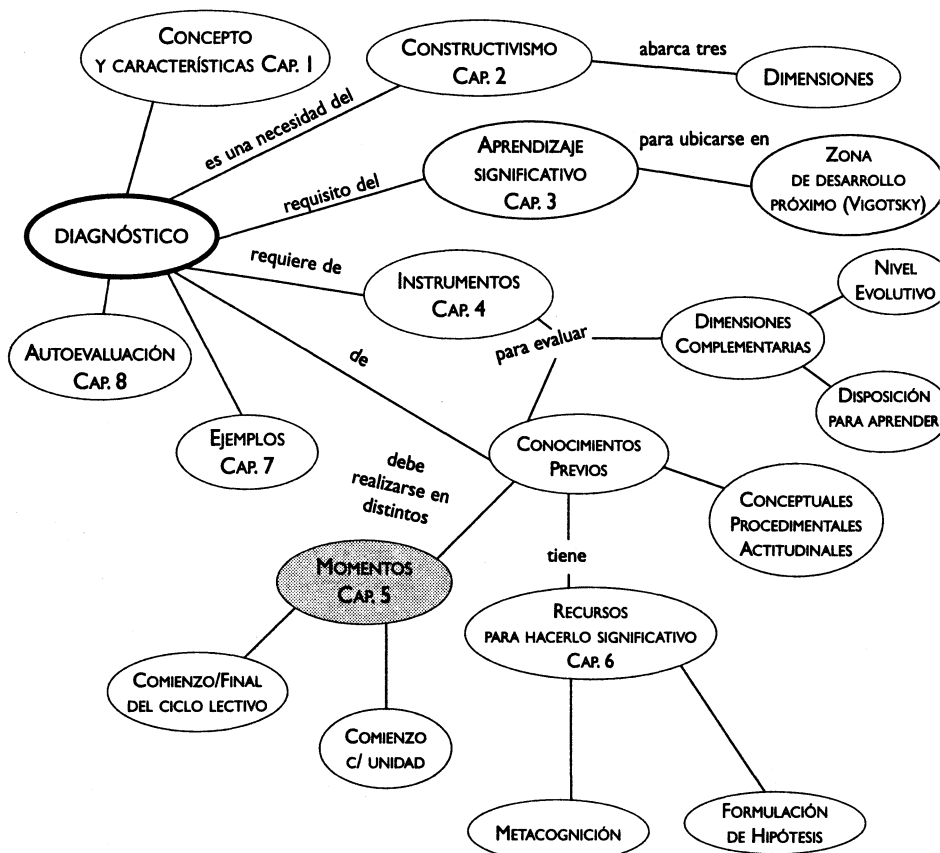 CONCEPTO
Y CARACTERÍSTICAS CAP. 1
CONSTRUCTIVISMO
CAP. 2
abarca tres
DIMENSIONES
es una necesidad del
APRENDIZAJE
SIGNIFICATIVO
CAP. 3
para ubicarse en
ZONA
DE DESARROLLO
PRÓXIMO (VIGOTSKY)
requisito del
DIAGNÓSTICO
requiere de
INSTRUMENTOS
CAP. 4
NIVEL
EVOLUTIVO
para evaluar
DIMENSIONES
COMPLEMENTARIAS
AUTOEVALUACIÓN
CAP. 8
de
DISPOSICIÓN
PARA APRENDER
EJEMPLOS
CAP. 7
CONOCIMIENTOS
PREVIOS
debe
realizarse en
distintos
CONCEPTUALES
PROCEDIMENTALES
ACTITUDINALES
MOMENTOS
CAP. 5
tiene
RECURSOS
PARA HACERLO SIGNIFICATIVO
CAP. 6
COMIENZO/FINAL
DEL CICLO LECTIVO
COMIENZO
C/ UNIDAD
METACOGNICIÓN
FORMULACIÓN
DE HIPÓTESIS